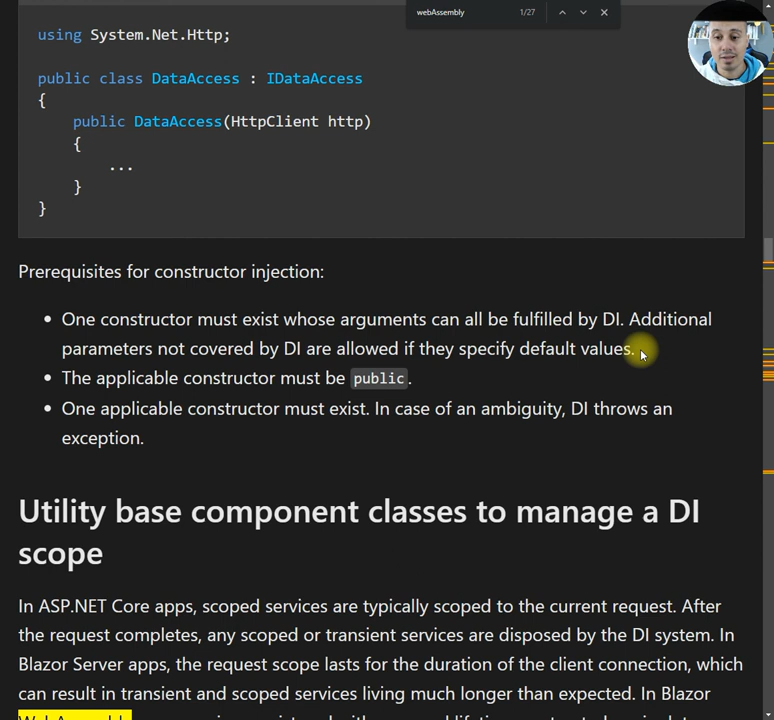 webAssembly 1/27
using System.Net.Http;
public class DataAccess : IDataAccess
{
public DataAccess(HttpClient http)
{
...
}
}
Prerequisites for constructor injection:
• One constructor must exist whose arguments can all be fulfilled by DI. Additional
parameters not covered by DI are allowed if they specify default values.
• The applicable constructor must be public.
• One applicable constructor must exist. In case of an ambiguity, DI throws an
exception.
Utility base component classes to manage a DI
scope
In ASP.NET Core apps, scoped services are typically scoped to the current request. After
the request completes, any scoped or transient services are disposed by the DI system. In
Blazor Server apps, the request scope lasts for the duration of the client connection, which
can result in transient and scoped services living much longer than expected. In Blazor